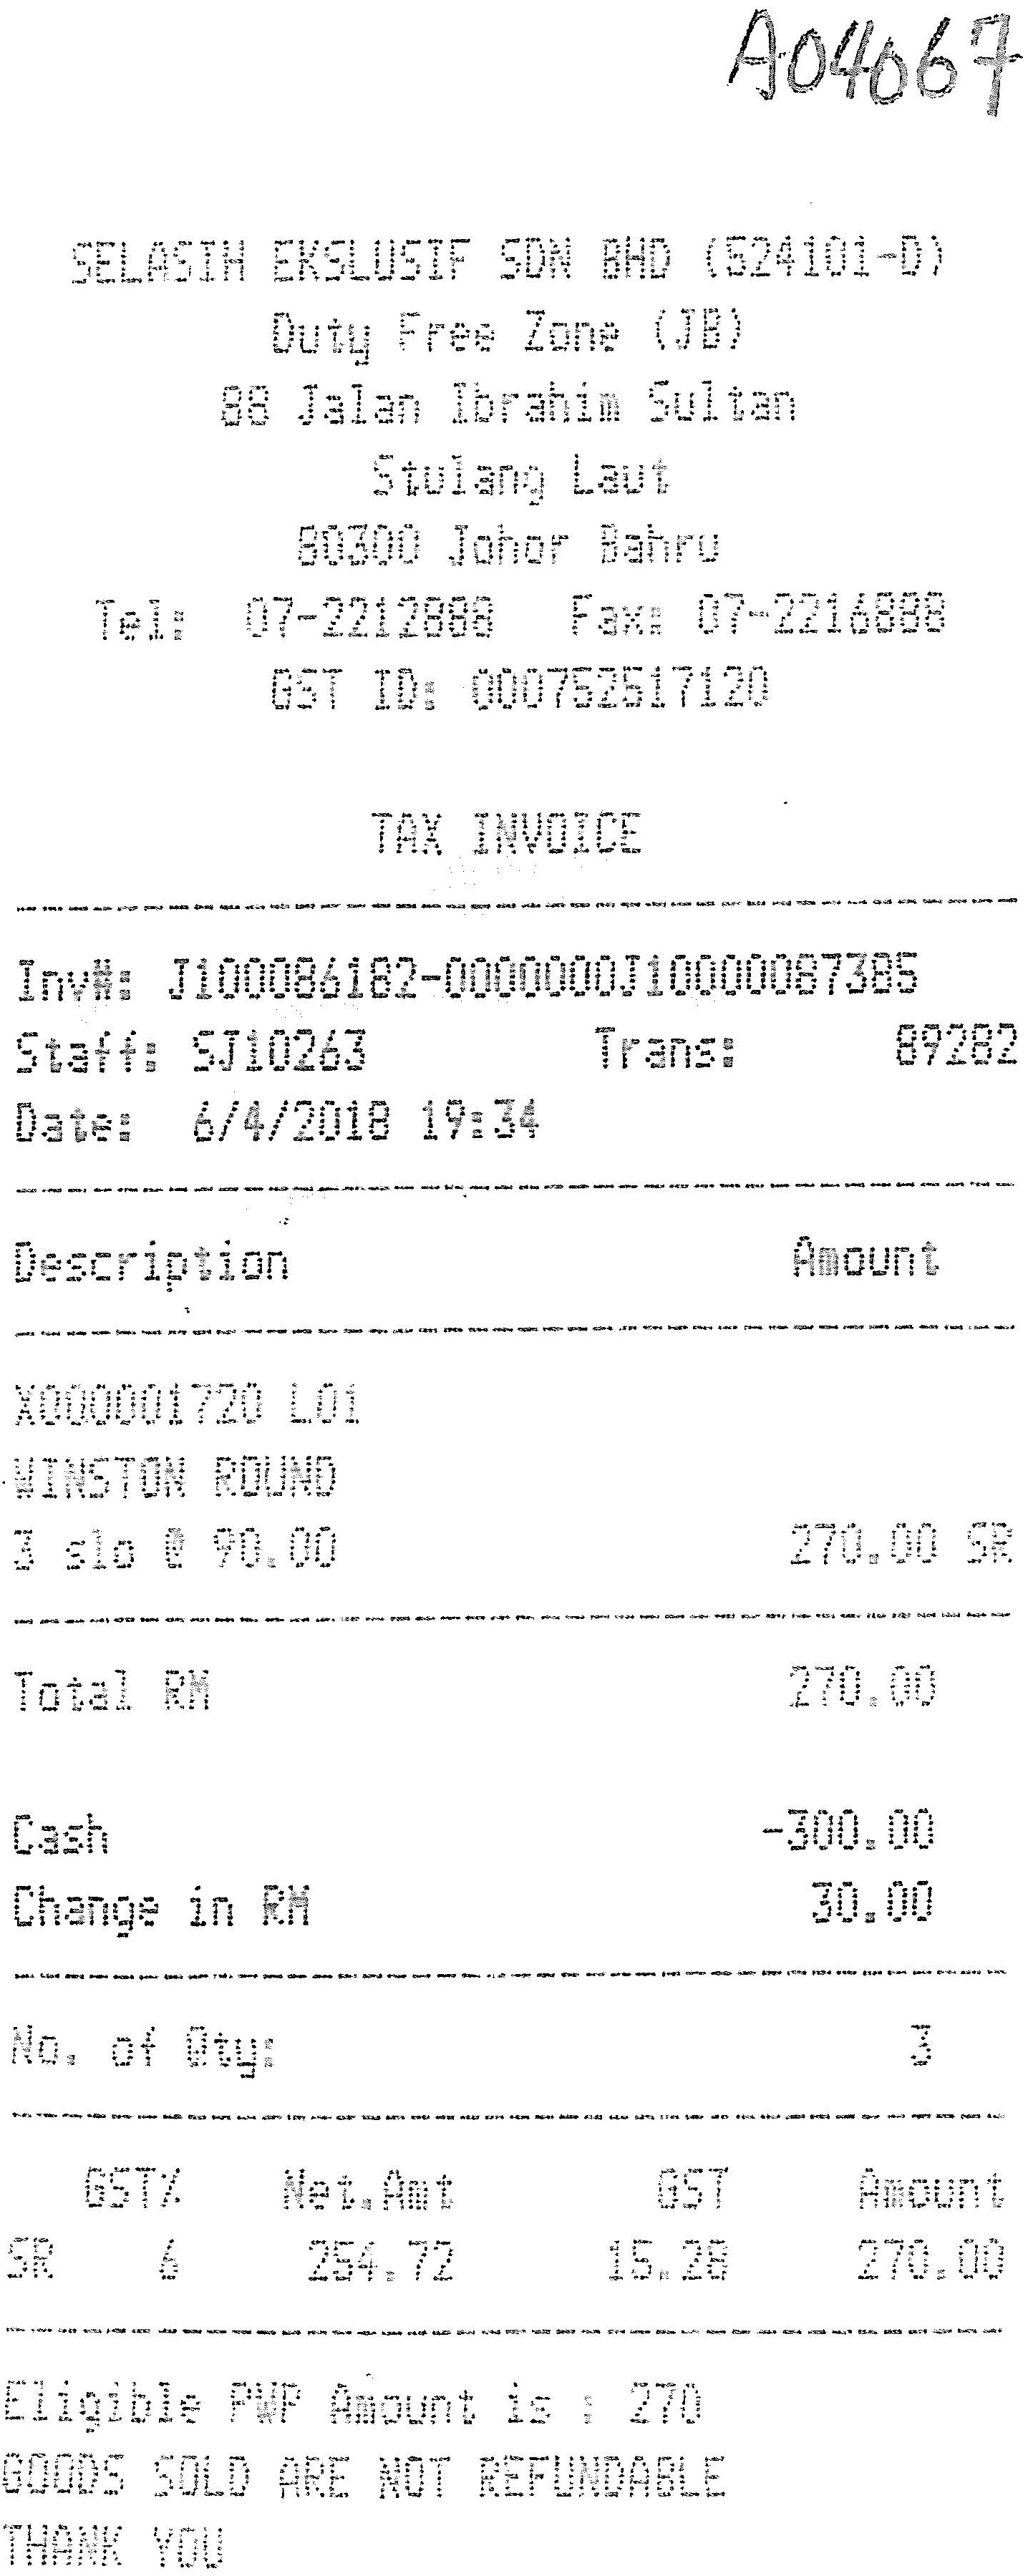 A04067
SELASIH EKSLUSIF SDN BHD (524101-D)
Duty Free Zone (JB)
88 Jalan Ibrahim Sultan
Stulang Laut
80300 Johor Bahru
Tel: 07-2212888 Fax: 07-2216888
GST ID: 000752517120
TAX INVOICE
Inv#: J100086182-0000000J10000087385
Staff: SJ10263 Trans: 89282
Date: 6/4/2018 19:34
Description Amount
X000001720 L01
WINSTON ROUND
3 slo @ 90.00 270.00 SR
Total RM 270.00
Cash -300.00
Change in RM 30.00
No. of Qty: 3
GST% Net.Amt GST Amount
SR 6 254.72 15.28 270.00
Eligible PWP Amount is : 270
GOODS SOLD ARE NOT REFUNDABLE
THANK YOU